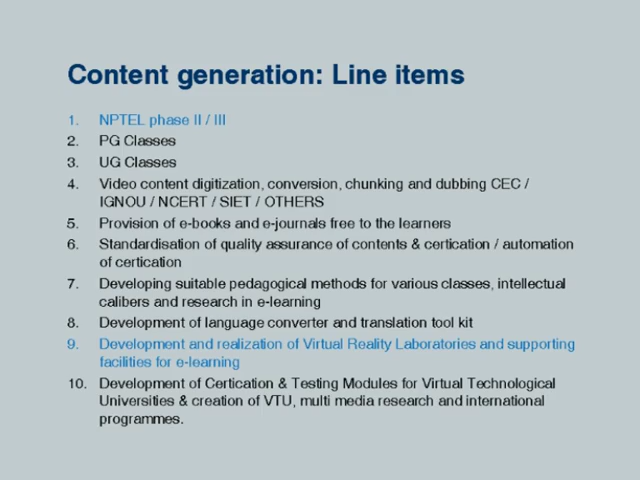 Content generation: Line items
1. NPTEL phase II / III
2. PG Classes
3. UG Classes
4. Video content digitization, conversion, chunking and dubbing CEC /
IGNOU / NCERT / SIET / OTHERS
5. Provision of e-books and e-journals free to the learners
6. Standardisation of quality assurance of contents & certication / automation
of certication
7. Developing suitable pedagogical methods for various classes, intellectual
calibers and research in e-learning
8. Development of language converter and translation tool kit
9. Development and realization of Virtual Reality Laboratories and supporting
facilities for e-learning
10. Development of Certication & Testing Modules for Virtual Technological
Universities & creation of VTU, multi media research and international
programmes.